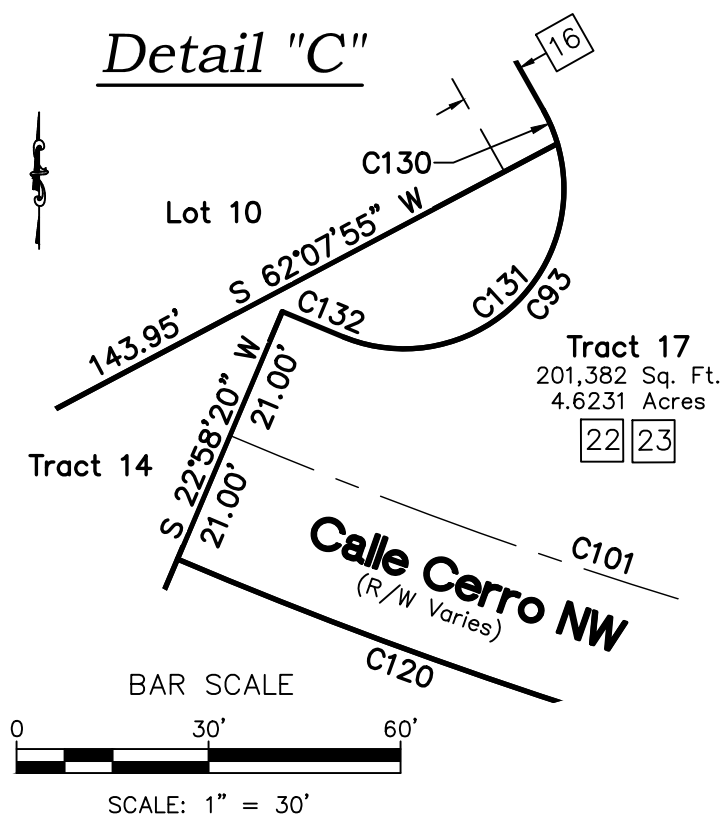 Detail "C"
16
C130
Lot 10
S 62°07'55" W
143.95'
C132
C131
C93
Tract 17
201,382 Sq. Ft.
4.6231 Acres
22 23
S 22°58'20" W
21.00'
21.00'
Tract 14
C101
Calle Cerro NW
(R/W Varies)
C120
BAR SCALE
0 30' 60'
SCALE: 1" = 30'